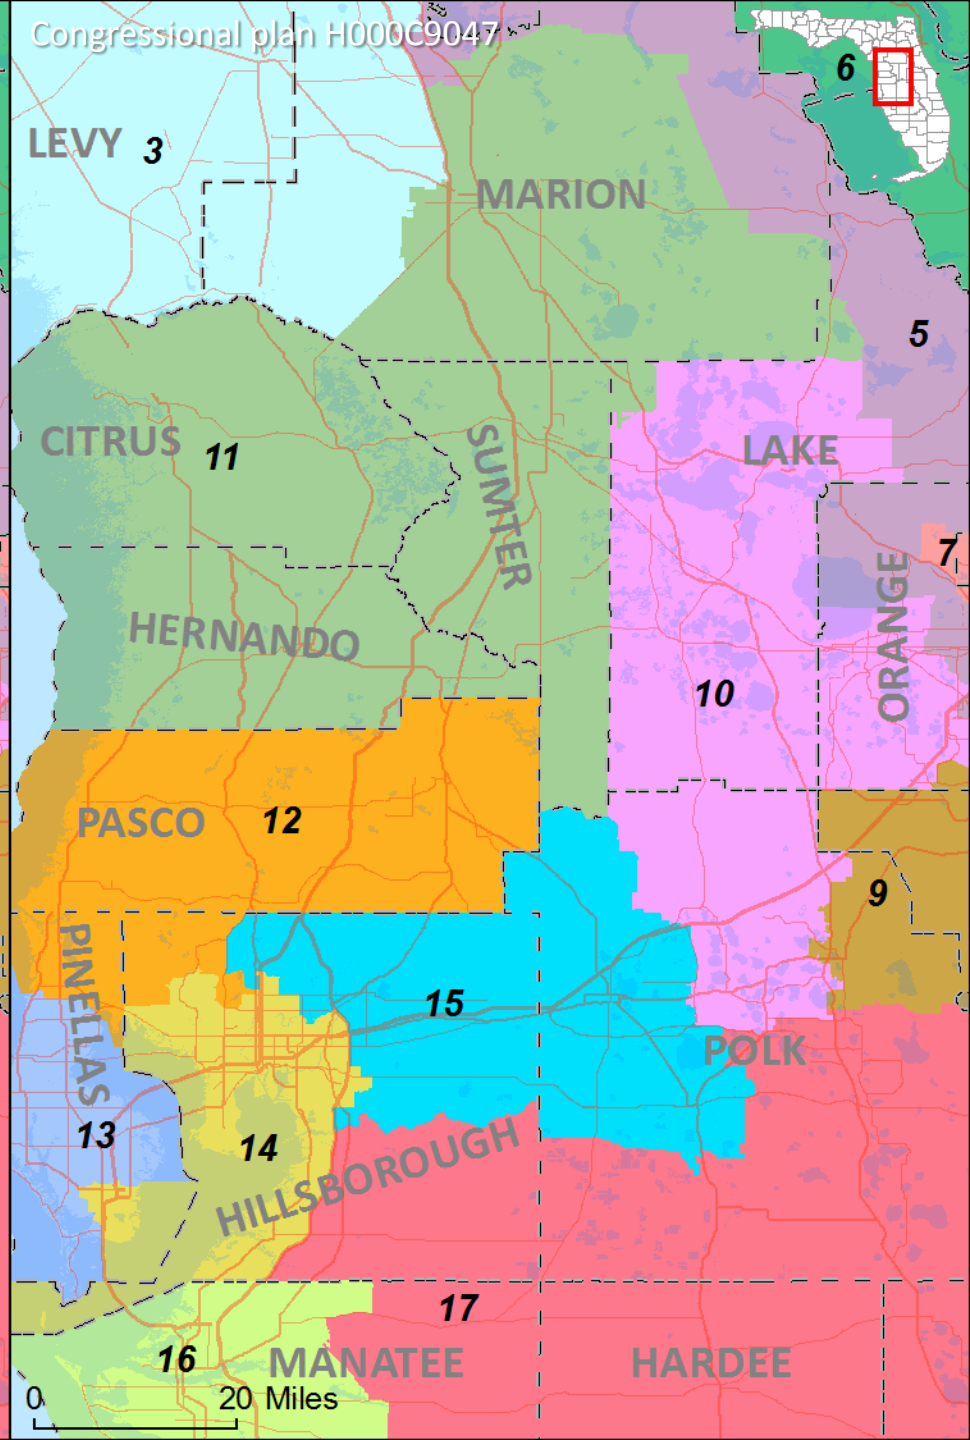 Congressional plan H000C9047
6
LEVY 3
MARION
5
CITRUS 11
SUMTER
LAKE
7
ORANGE
HERNANDO
10
PASCO 12
9
PINELLAS
15
POLK
13
14
HILLSBOROUGH
17
16
MANATEE
HARDEE
0 20 Miles